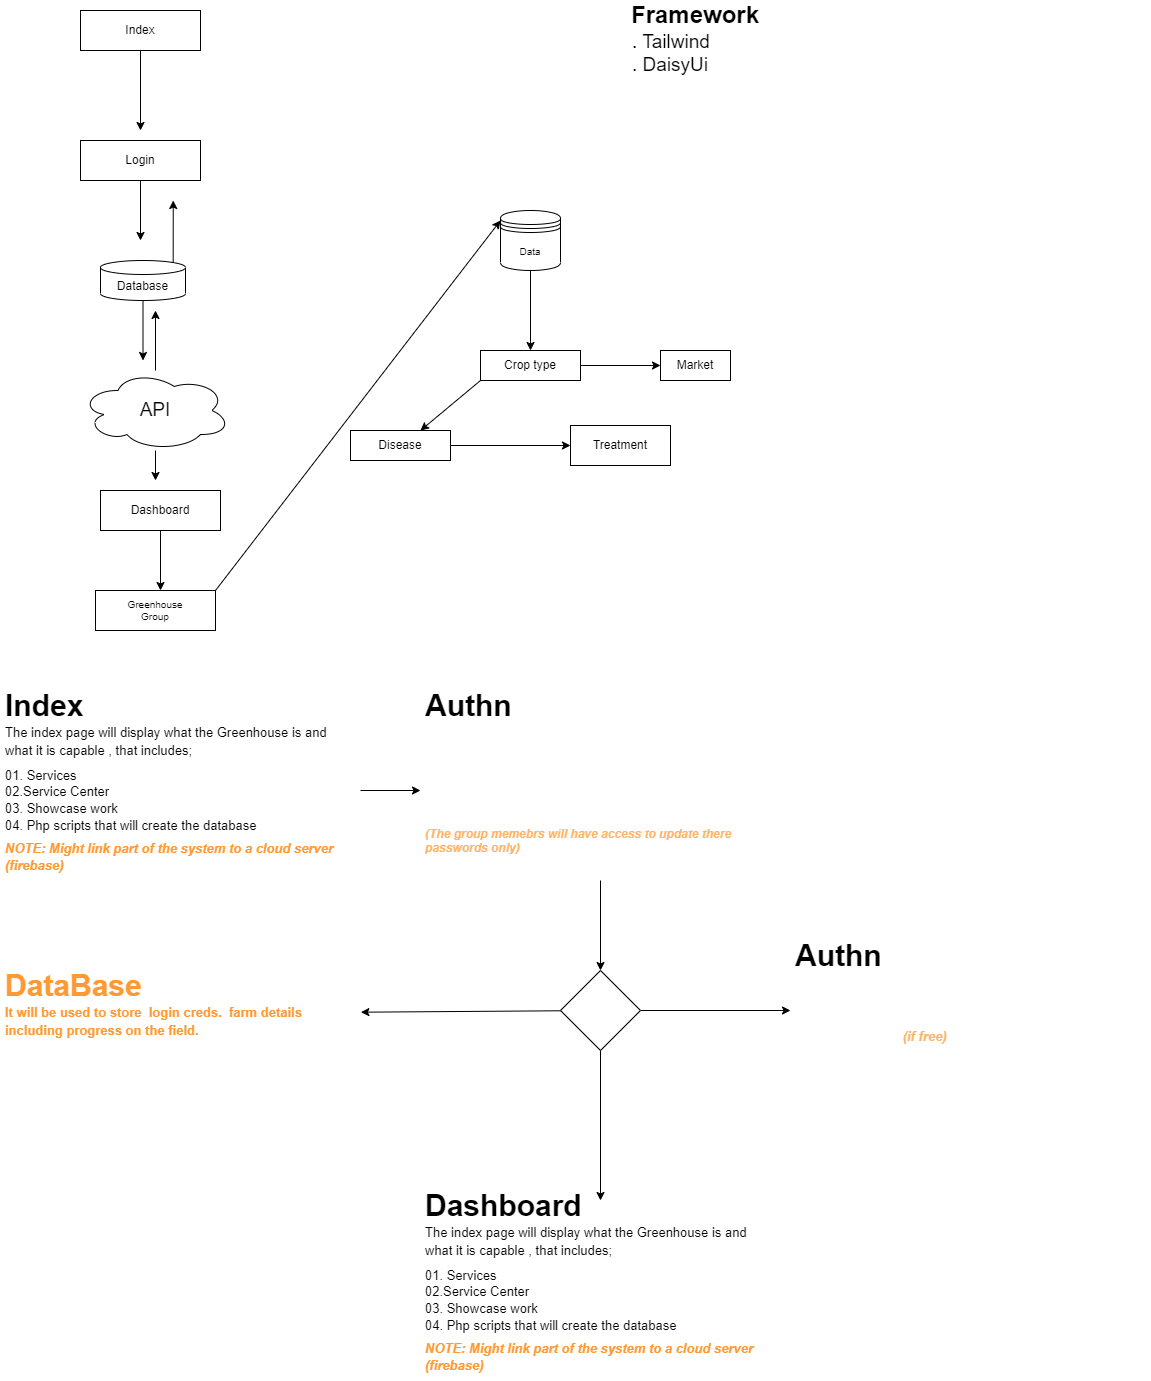 Index
Framework
. Tailwind
. DaisyUi
Login
Database
Data
API
Crop type
Market
Disease
Treatment
Dashboard
Greenhouse
Group
Index
The index page will display what the Greenhouse is and
what it is capable , that includes;
01. Services
02.Service Center
03. Showcase work
04. Php scripts that will create the database
NOTE: Might link part of the system to a cloud server
(firebase)
Authn
(The group memebrs will have access to update there
passwords only)
DataBase
It will be used to store login creds. farm details
including progress on the field.
Authn
(if free)
Dashboard
The index page will display what the Greenhouse is and
what it is capable , that includes;
01. Services
02.Service Center
03. Showcase work
04. Php scripts that will create the database
NOTE: Might link part of the system to a cloud server
(firebase)